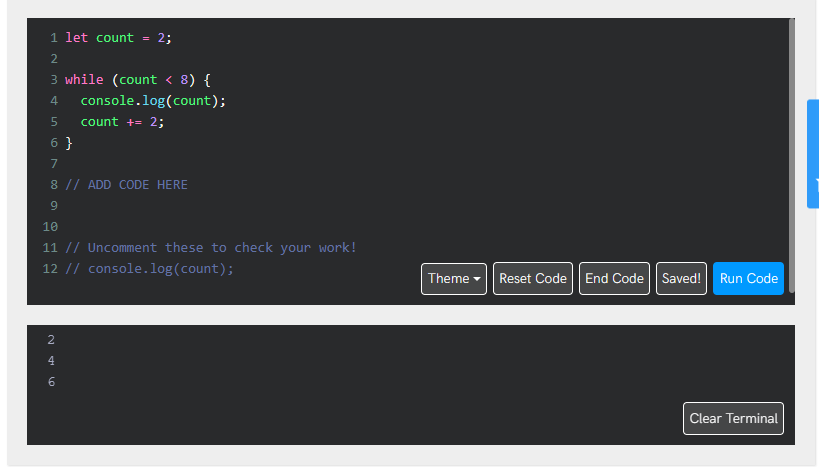 1 let count = 2;
2
3 while (count < 8) {
4   console.log(count);
5   count += 2;
6 }
7
8 // ADD CODE HERE
9
10
11 // Uncomment these to check your work!
12 // console.log(count);
Theme Reset Code End Code Saved! Run Code
2
4
6
Clear Terminal